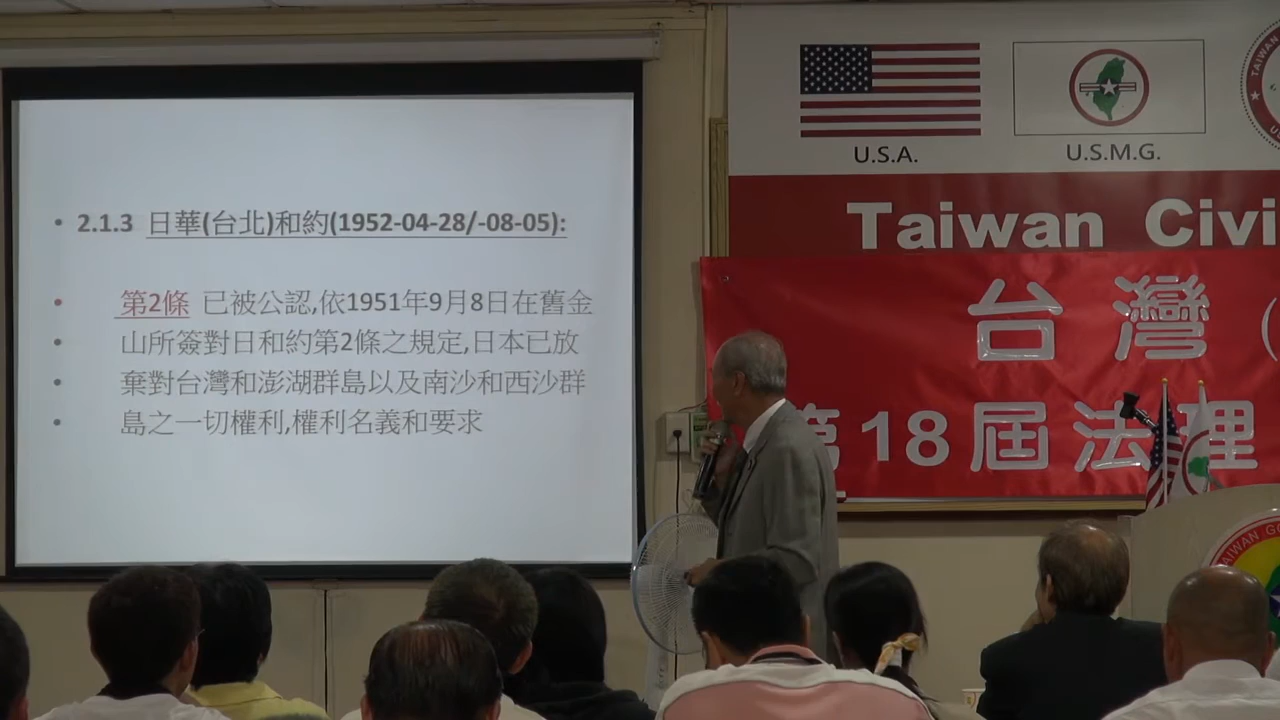 • 2.1.3 日華(台北)和約(1952-04-28/-08-05):
• 第2條 已被公認,依1951年9月8日在舊金
• 山所簽對日和約第2條之規定,日本已放
• 棄對台灣和澎湖群島以及南沙和西沙群
• 島之一切權利,權利名義和要求
U.S.A.
U.S.M.G.
TAIWAN
Taiwan Civi
台灣(
第18屆法理
TAIWAN GO